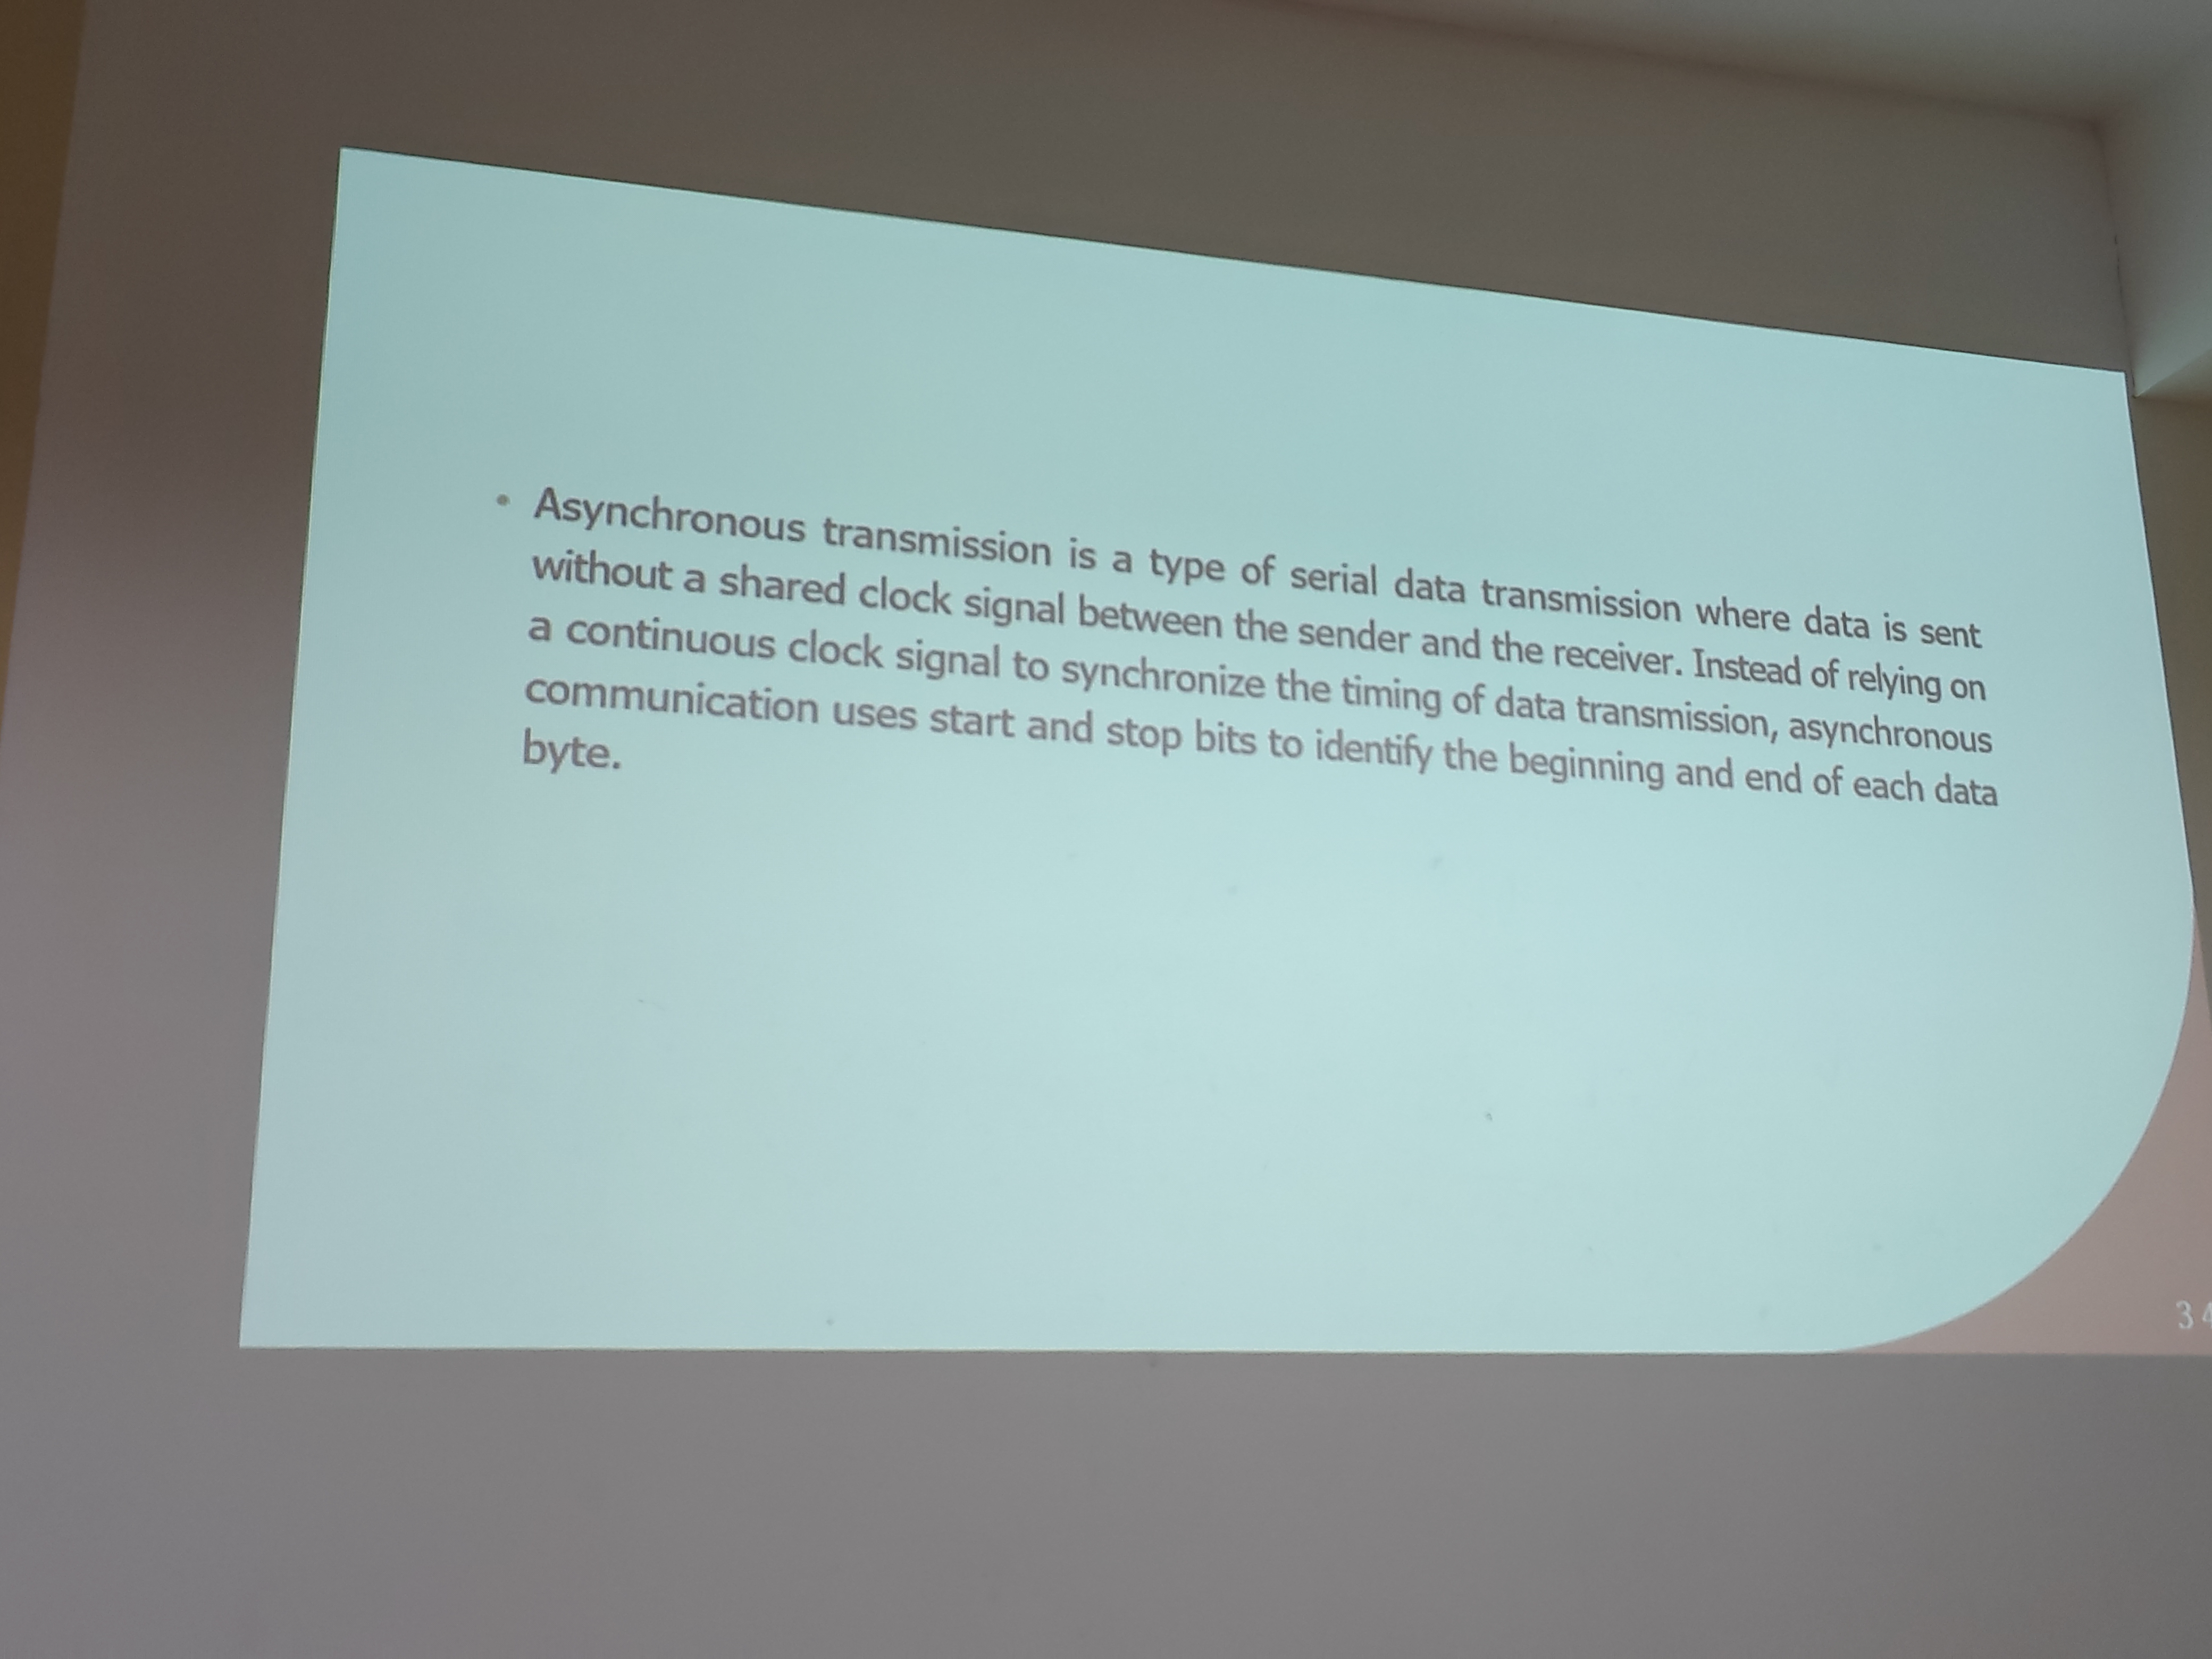 • Asynchronous transmission is a type of serial data transmission where data is sent
without a shared clock signal between the sender and the receiver. Instead of relying on
a continuous clock signal to synchronize the timing of data transmission, asynchronous
communication uses start and stop bits to identify the beginning and end of each data
byte.
34